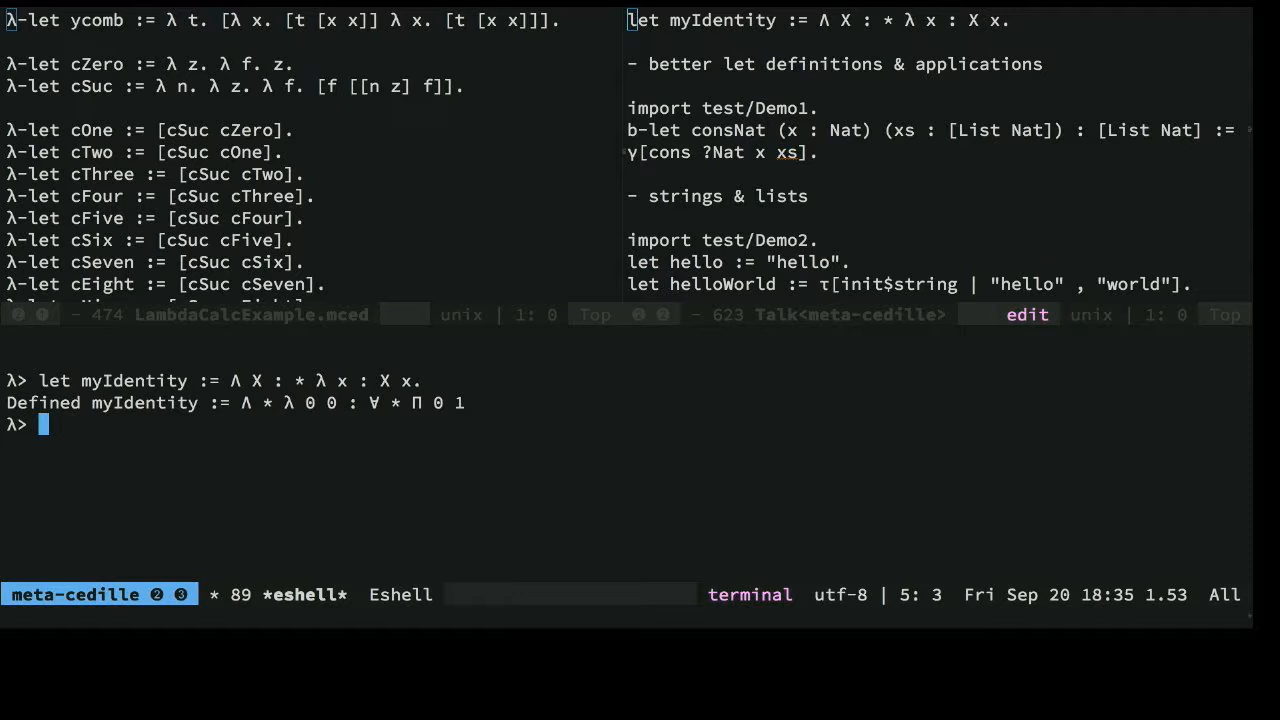 λ-let ycomb := λ t. [λ x. [t [x x]] λ x. [t [x x]]].
λ-let cZero := λ z. λ f. z.
λ-let cSuc := λ n. λ z. λ f. [f [[n z] f]].
λ-let cOne := [cSuc cZero].
λ-let cTwo := [cSuc cOne].
λ-let cThree := [cSuc cTwo].
λ-let cFour := [cSuc cThree].
λ-let cFive := [cSuc cFour].
λ-let cSix := [cSuc cFive].
λ-let cSeven := [cSuc cSix].
λ-let cEight := [cSuc cSeven].
❷ ❶ - 474 LambdaCalcExample.mced unix | 1: 0 Top
let myIdentity := Λ X : * λ x : X x.
- better let definitions & applications
import test/Demo1.
b-let consNat (x : Nat) (xs : [List Nat]) : [List Nat] :=
γ[cons ?Nat x xs].
- strings & lists
import test/Demo2.
let hello := "hello".
let helloWorld := τ[init$string | "hello" , "world"].
❷ ❷ - 623 Talk<meta-cedille> edit unix | 1: 0 Top
λ> let myIdentity := Λ X : * λ x : X x.
Defined myIdentity := Λ * λ 0 0 : ∀ * Π 0 1
λ>
meta-cedille ❷ ❸ * 89 *eshell* Eshell terminal utf-8 | 5: 3 Fri Sep 20 18:35 1.53 All